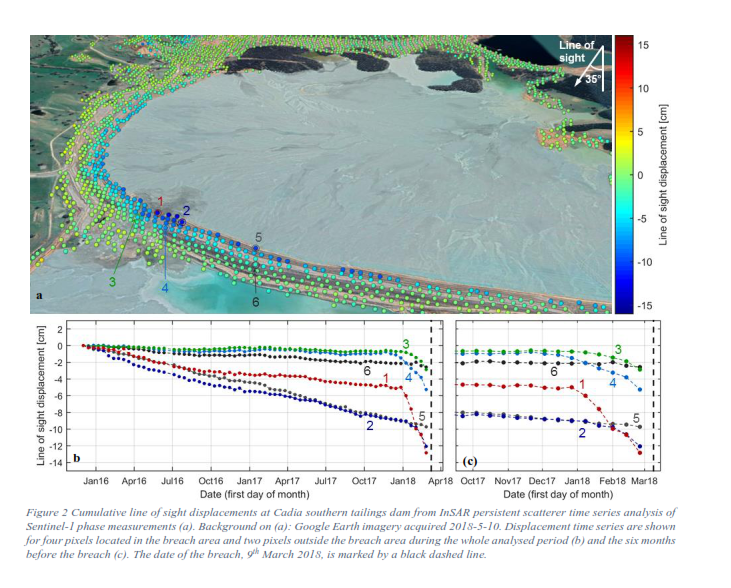 Line of
sight
35°
15
10
5
0
-5
-10
-15
Line of sight displacement [cm]
1
2
5
3
4
6
a
2
0
-2
-4
-6
-8
-10
-12
-14
Line of sight displacement [cm]
3
6
4
1
5
2
b
Jan16 Apr16 Jul16 Oct16 Jan17 Apr17 Jul17 Oct17 Jan18 Apr18
Date (first day of month)
3
6
4
1
5
2
(c)
Oct17 Nov17 Dec17 Jan18 Feb18 Mar18
Date (first day of month)
Figure 2 Cumulative line of sight displacements at Cadia southern tailings dam from InSAR persistent scatterer time series analysis of
Sentinel-1 phase measurements (a). Background on (a): Google Earth imagery acquired 2018-5-10. Displacement time series are shown
for four pixels located in the breach area and two pixels outside the breach area during the whole analysed period (b) and the six months
before the breach (c). The date of the breach, 9th March 2018, is marked by a black dashed line.